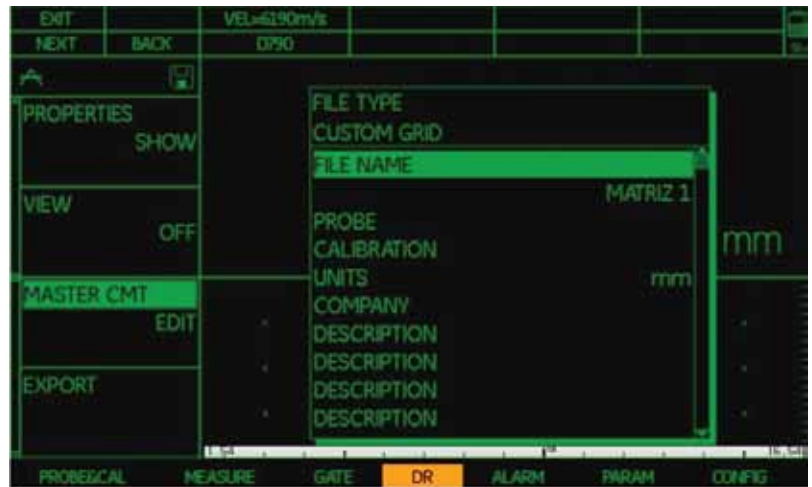 EXIT VEL=6190m/s
NEXT BACK D790
PROPERTIES
SHOW
VIEW
OFF
MASTER CMT
EDIT
EXPORT
FILE TYPE
CUSTOM GRID
FILE NAME
MATRIZ 1
PROBE
CALIBRATION
UNITS mm
COMPANY
DESCRIPTION
DESCRIPTION
DESCRIPTION
DESCRIPTION
mm
PROBE&CAL MEASURE GATE DR ALARM PARAM CONFIG